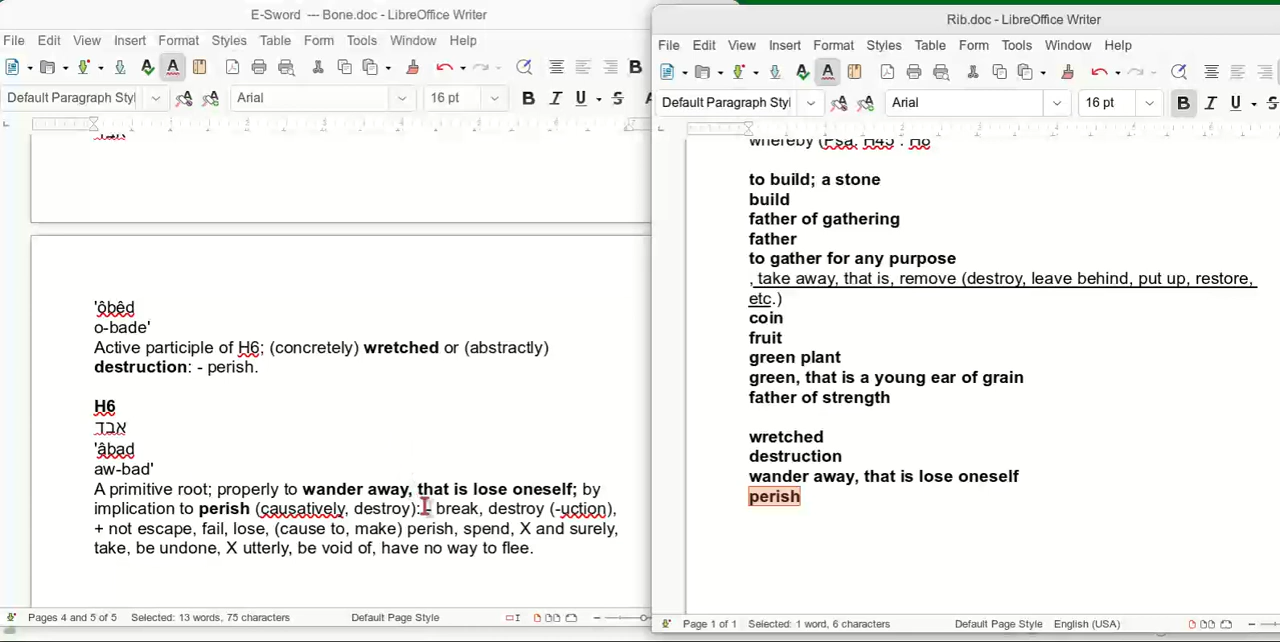 E-Sword --- Bone.doc - LibreOffice Writer
File Edit View Insert Format Styles Table Form Tools Window Help
Default Paragraph Styl Arial 16 pt
אבד
'ôbêd
o-bade'
Active participle of H6; (concretely) wretched or (abstractly)
destruction: - perish.
H6
אבד
'âbad
aw-bad'
A primitive root; properly to wander away, that is lose oneself; by
implication to perish (causatively, destroy): - break, destroy (-uction),
+ not escape, fail, lose, (cause to, make) perish, spend, X and surely,
take, be undone, X utterly, be void of, have no way to flee.
Pages 4 and 5 of 5 Selected: 13 words, 75 characters Default Page Style
Rib.doc - LibreOffice Writer
File Edit View Insert Format Styles Table Form Tools Window Help
Default Paragraph Styl Arial 16 pt
whereby (Psa. H45 : H8
to build; a stone
build
father of gathering
father
to gather for any purpose
, take away, that is, remove (destroy, leave behind, put up, restore,
etc.)
coin
fruit
green plant
green, that is a young ear of grain
father of strength
wretched
destruction
wander away, that is lose oneself
perish
Page 1 of 1 Selected: 1 word, 6 characters Default Page Style English (USA)